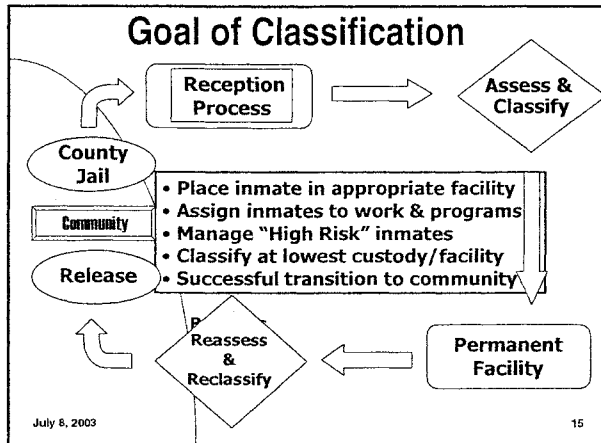 Goal of Classification
Reception
Process
Assess &
Classify
County
Jail
Community
Release
• Place inmate in appropriate facility
• Assign inmates to work & programs
• Manage "High Risk" inmates
• Classify at lowest custody/facility
• Successful transition to community
Reassess
&
Reclassify
Permanent
Facility
July 8, 2003
15